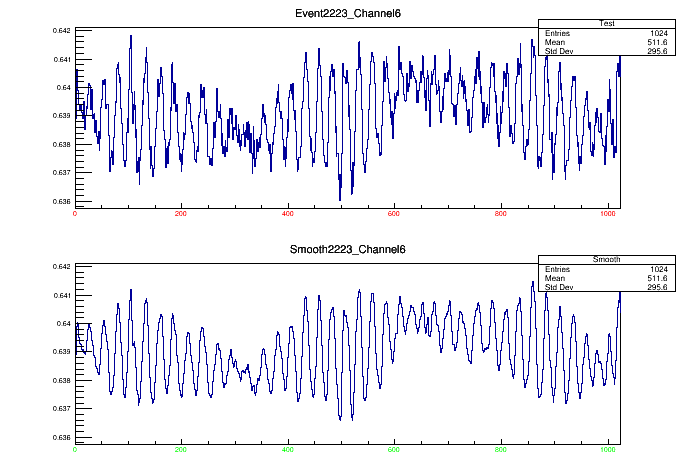 Event2223_Channel6
Test
Entries 1024
Mean 511.6
Std Dev 295.6
0.642
0.641
0.64
0.639
0.638
0.637
0.636
0 200 400 600 800 1000
Smooth2223_Channel6
Smooth
Entries 1024
Mean 511.6
Std Dev 295.6
0.642
0.641
0.64
0.639
0.638
0.637
0.636
0 200 400 600 800 1000